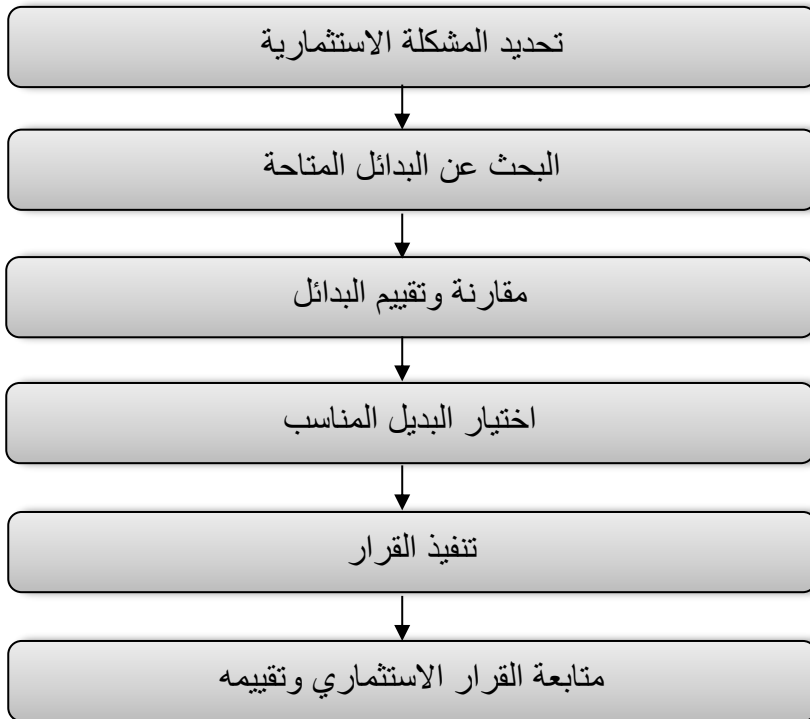 تحديد المشكلة الاستثمارية
البحث عن البدائل المتاحة
مقارنة وتقييم البدائل
اختيار البديل المناسب
تنفيذ القرار
متابعة القرار الاستثماري وتقييمه